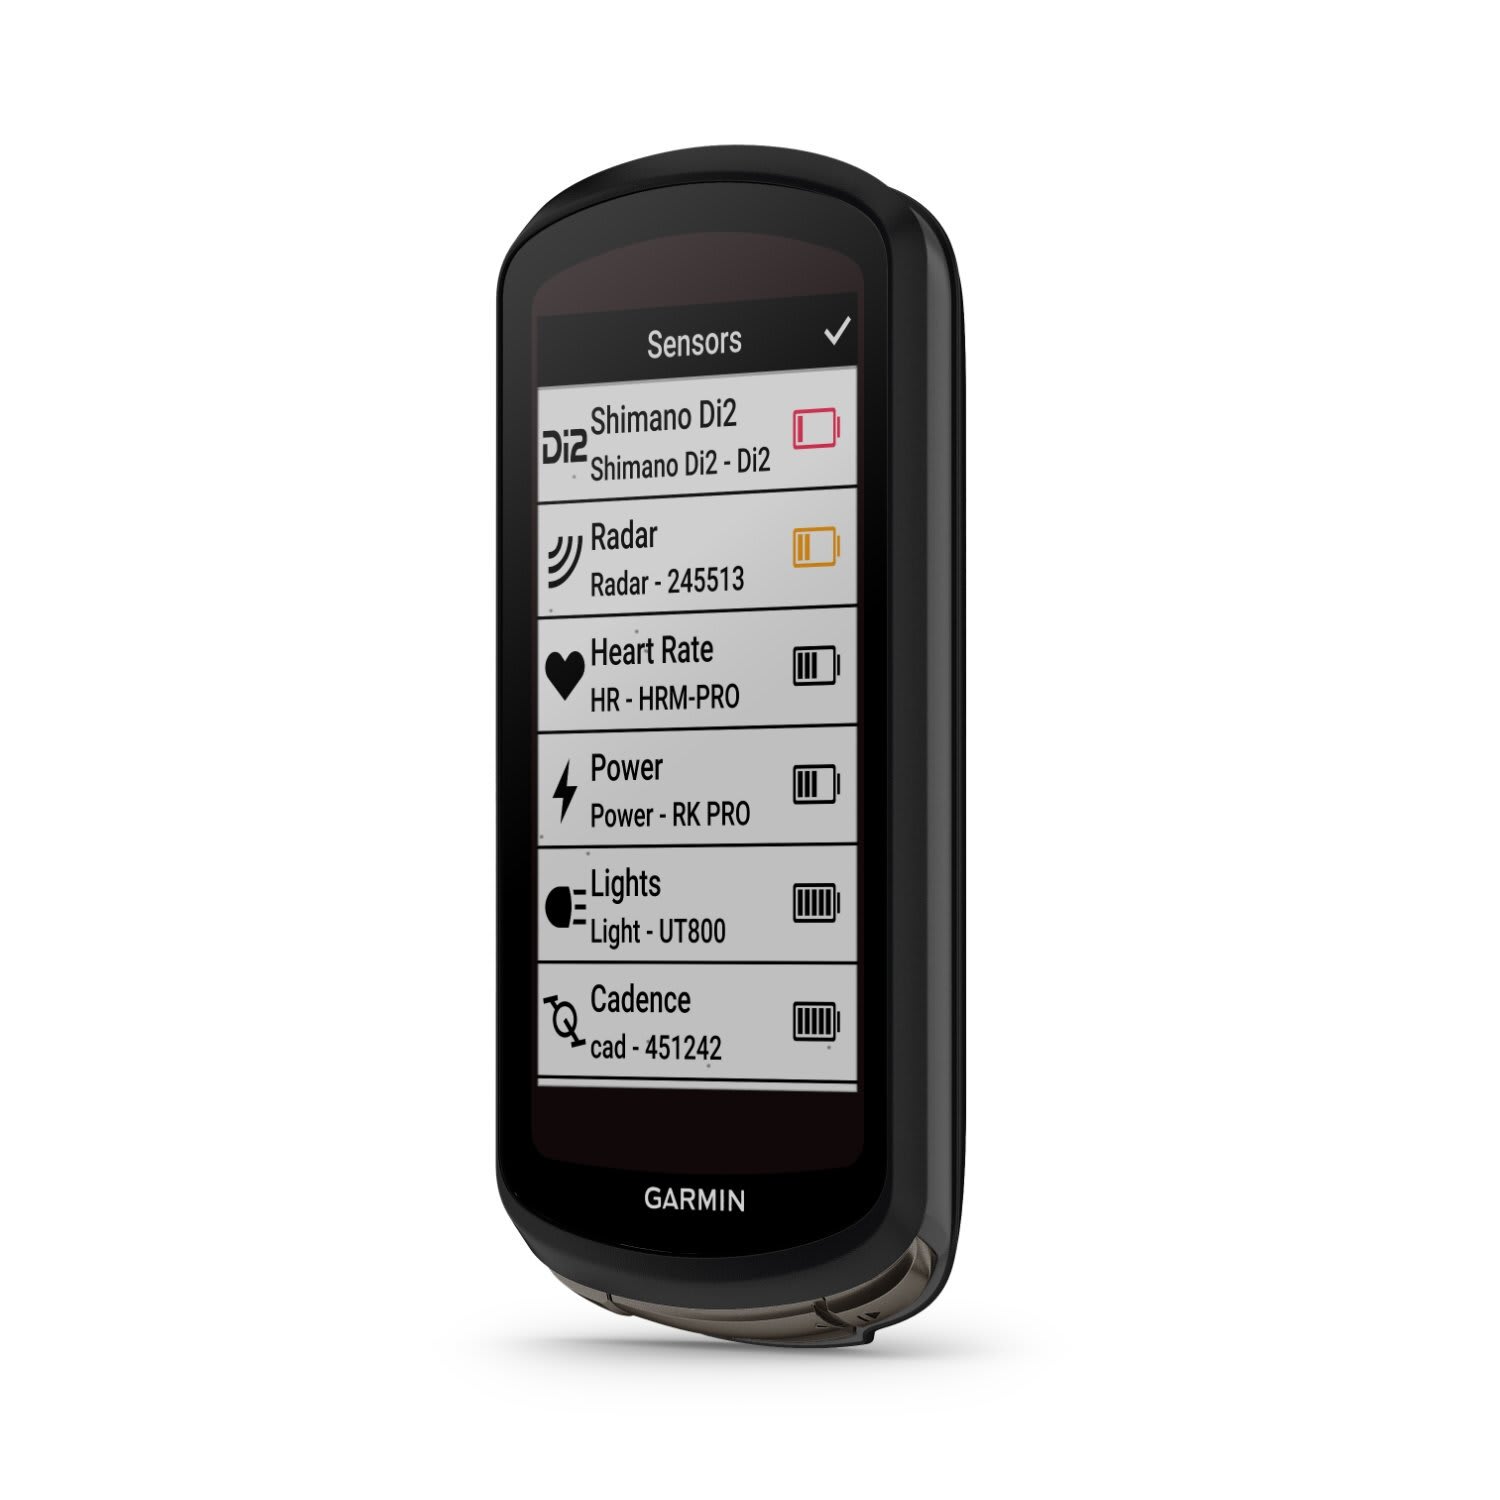 Sensors
Di2
Shimano Di2
Shimano Di2 - Di2
Radar
Radar - 245513
Heart Rate
HR - HRM-PRO
Power
Power - RK PRO
Lights
Light - UT800
Cadence
cad - 451242
GARMIN